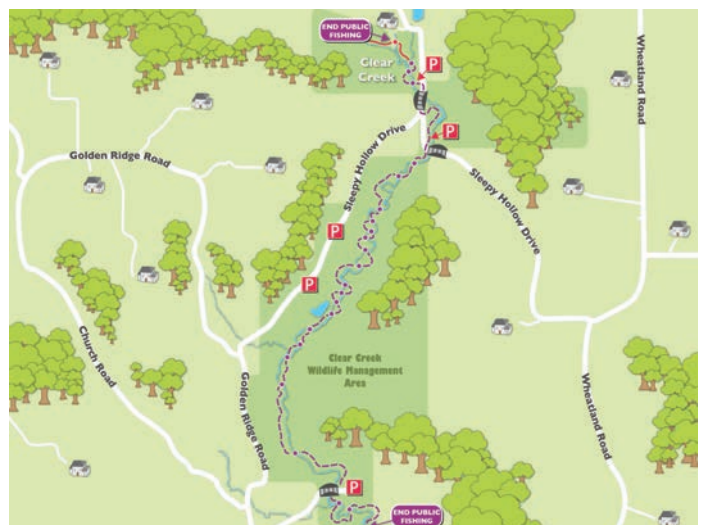 END PUBLIC
FISHING
Clear
Creek
P
Wheatland Road
P
Golden Ridge Road
Sleepy Hollow Drive
Sleepy Hollow Drive
P
P
Church Road
Clear Creek
Wildlife Management
Area
Golden Ridge Road
Wheatland Road
P
END PUBLIC
FISHING